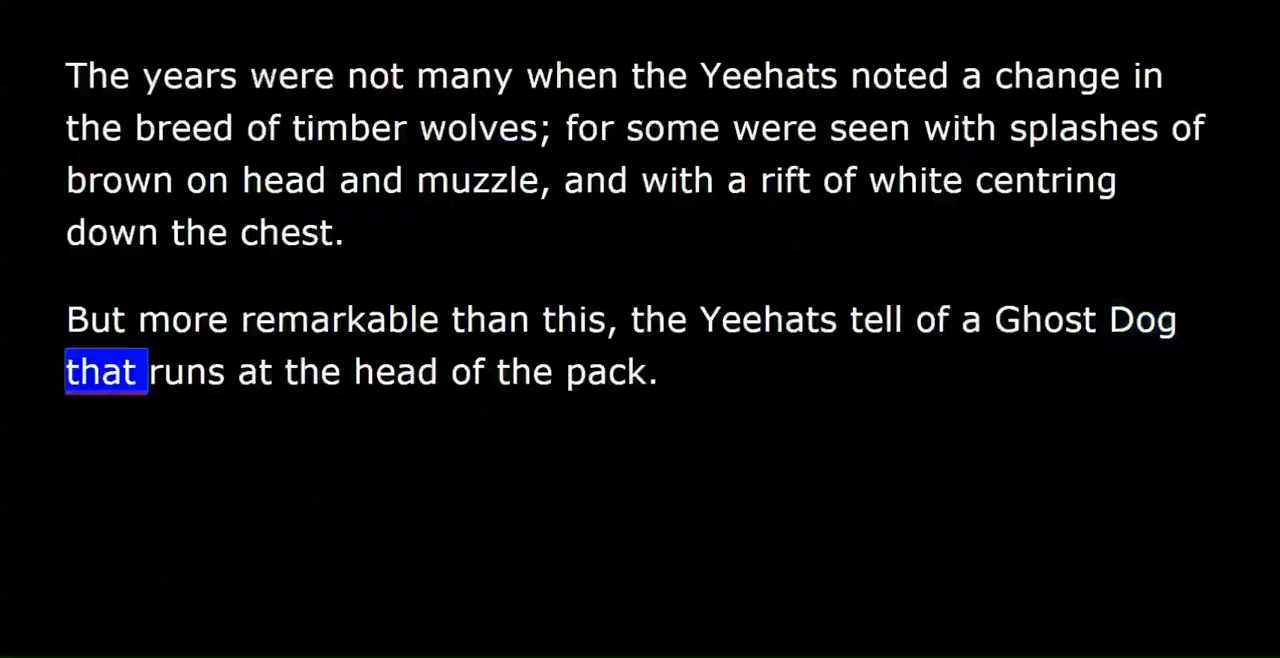 The years were not many when the Yeehats noted a change in
the breed of timber wolves; for some were seen with splashes of
brown on head and muzzle, and with a rift of white centring
down the chest.
But more remarkable than this, the Yeehats tell of a Ghost Dog
that runs at the head of the pack.